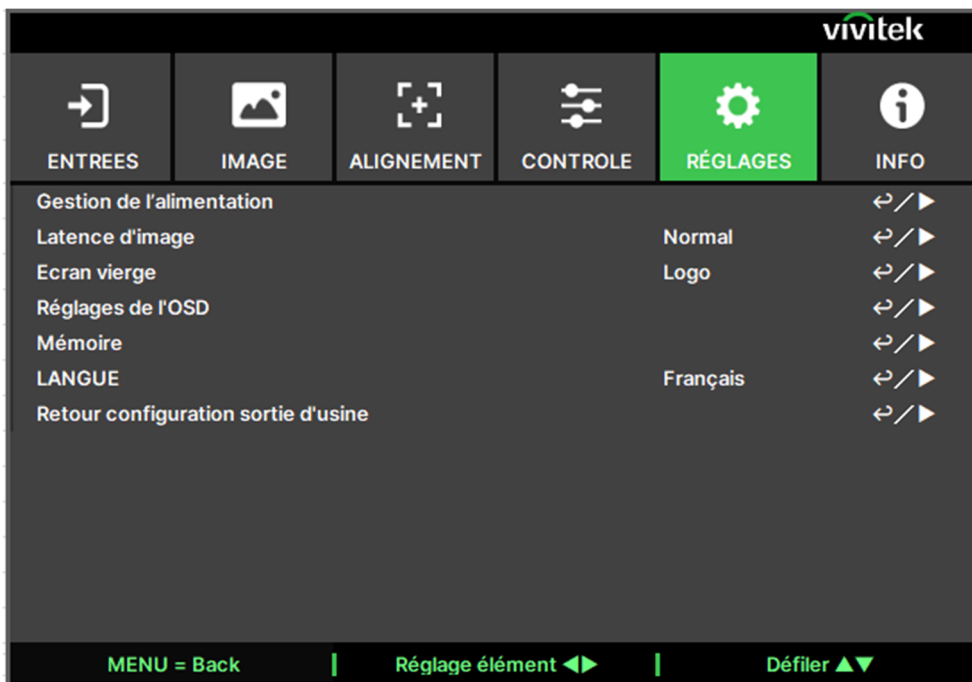 vivitek
ENTREES IMAGE ALIGNEMENT CONTROLE RÉGLAGES INFO
Gestion de l'alimentation
Latence d'image Normal
Ecran vierge Logo
Réglages de l'OSD
Mémoire
LANGUE Français
Retour configuration sortie d'usine
MENU = Back Réglage élément ◀▶ Défiler ▲▼